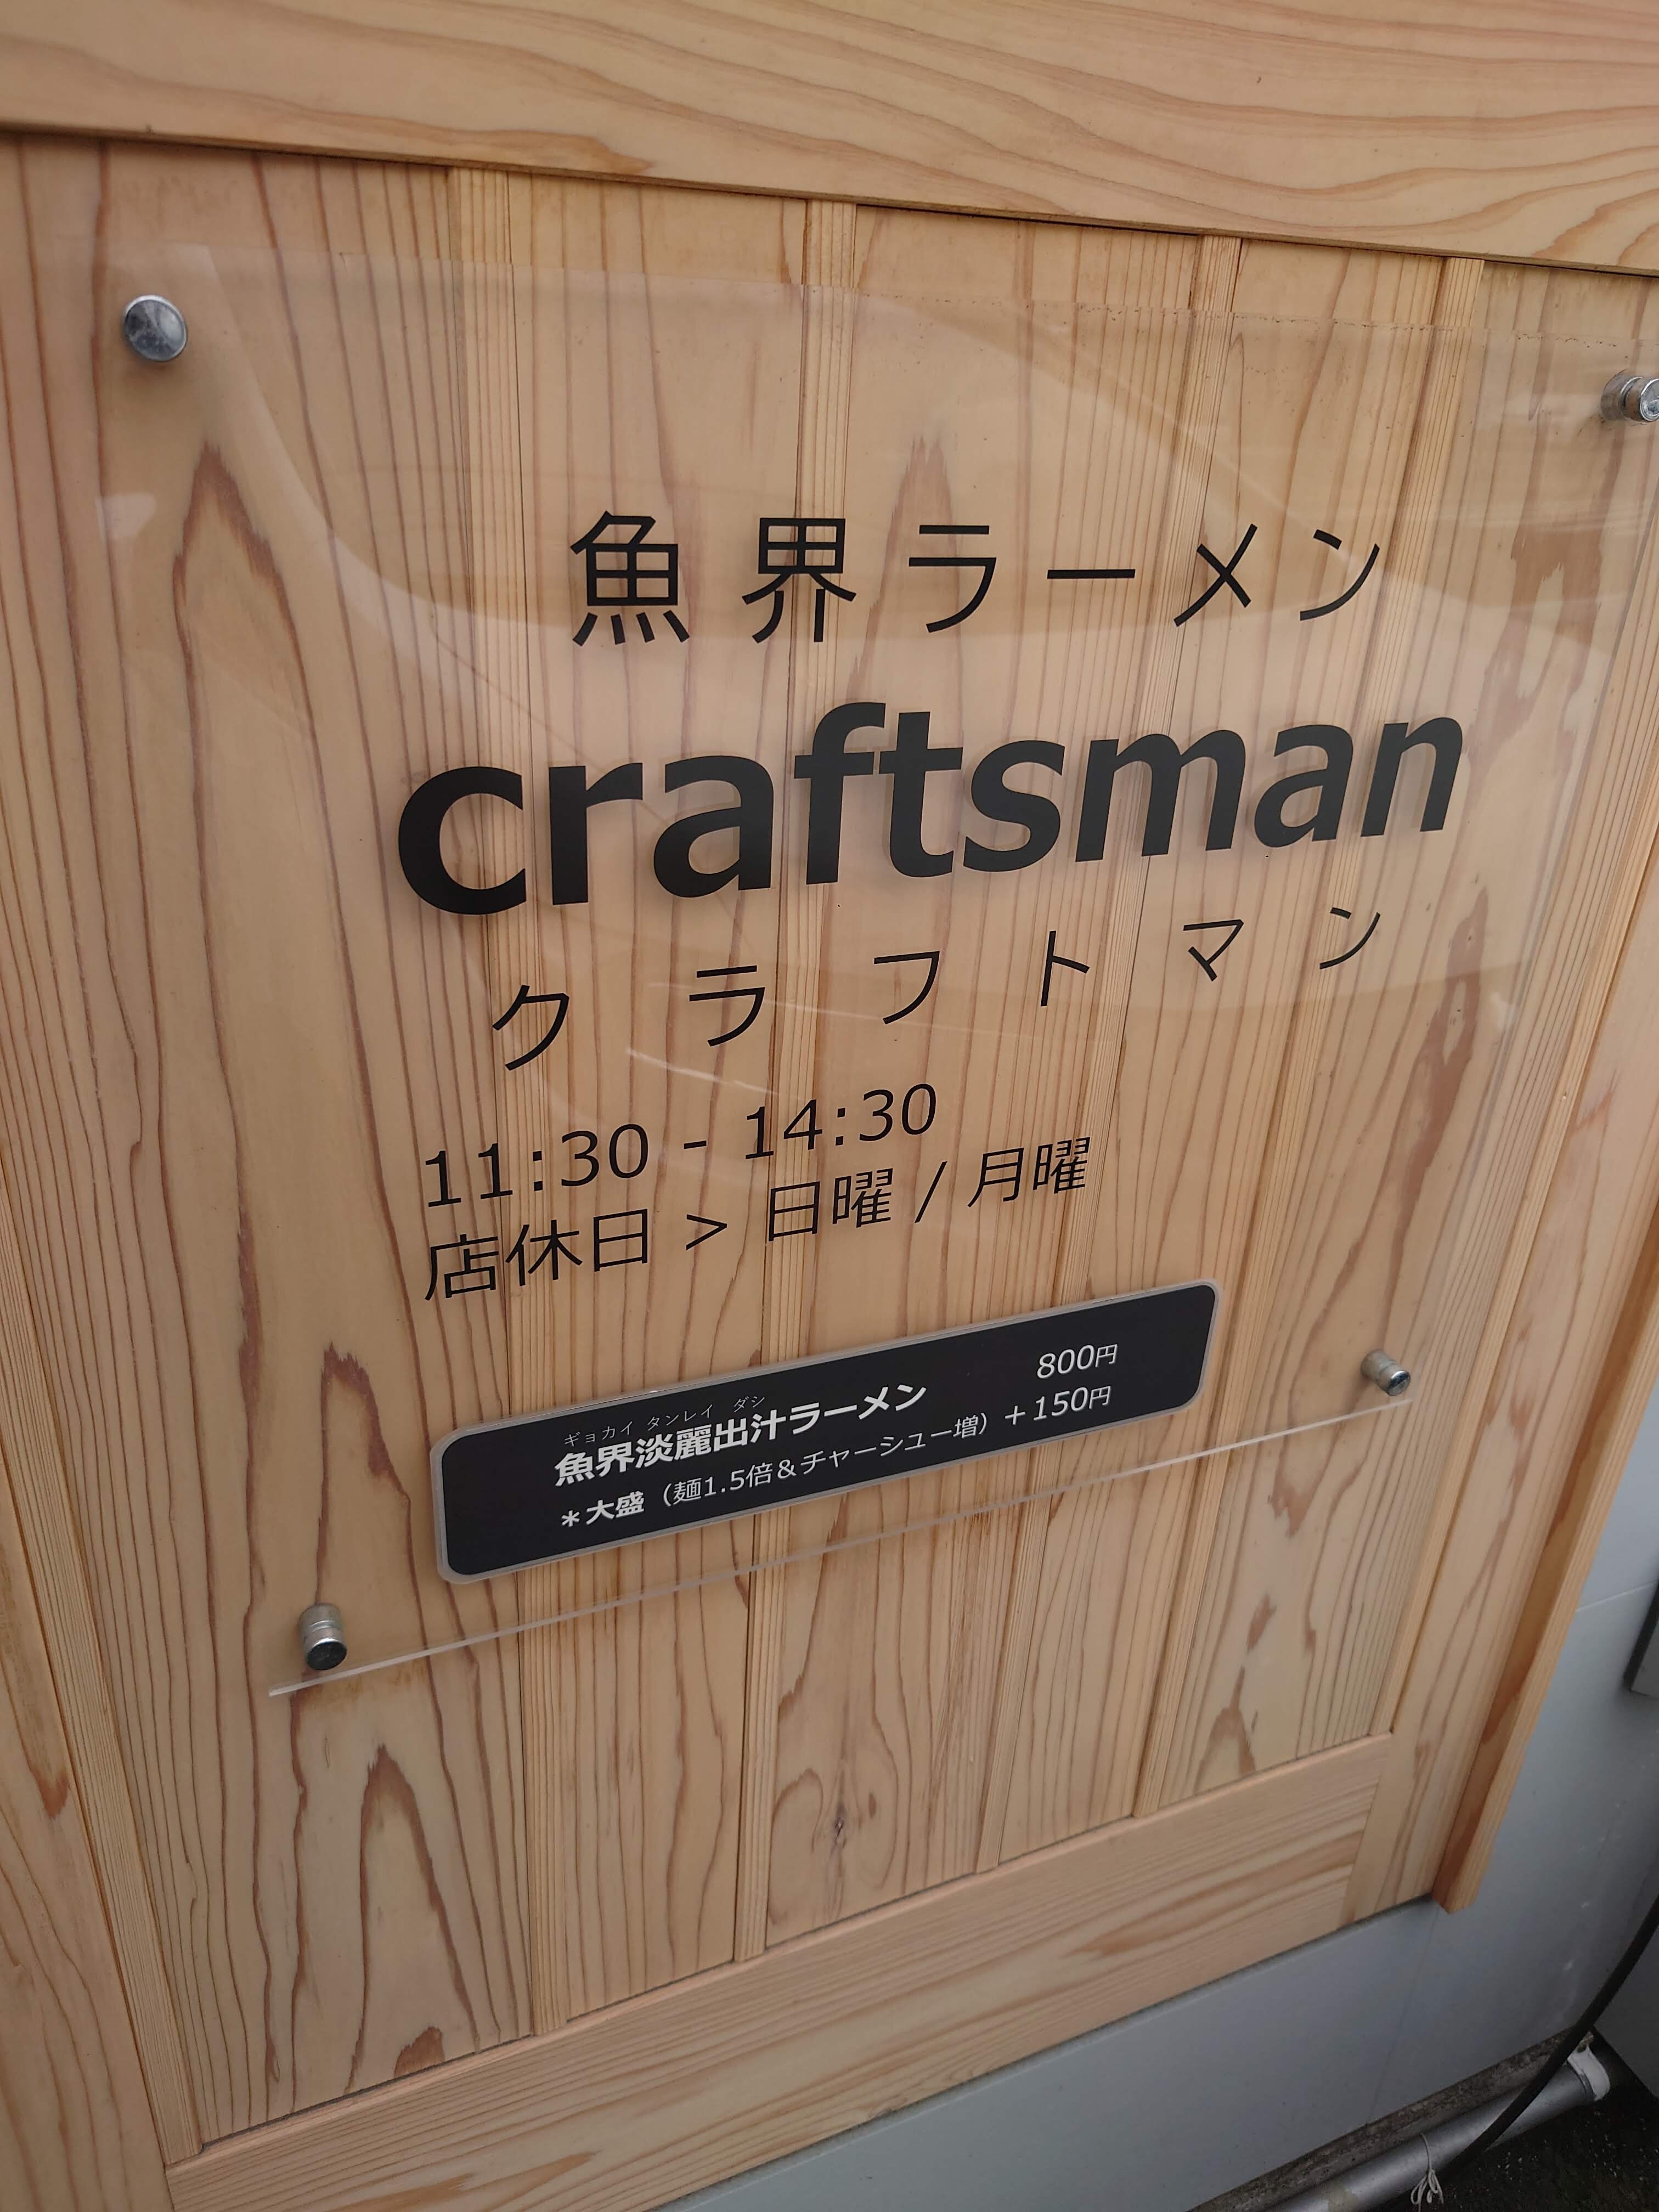 魚界ラーメン
craftsman
クラフトマン
11:30 - 14:30
店休日 > 日曜 / 月曜
ギョカイ タンレイ ダシ
魚界淡麗出汁ラーメン 800円
＊大盛（麺1.5倍＆チャーシュー増）＋150円